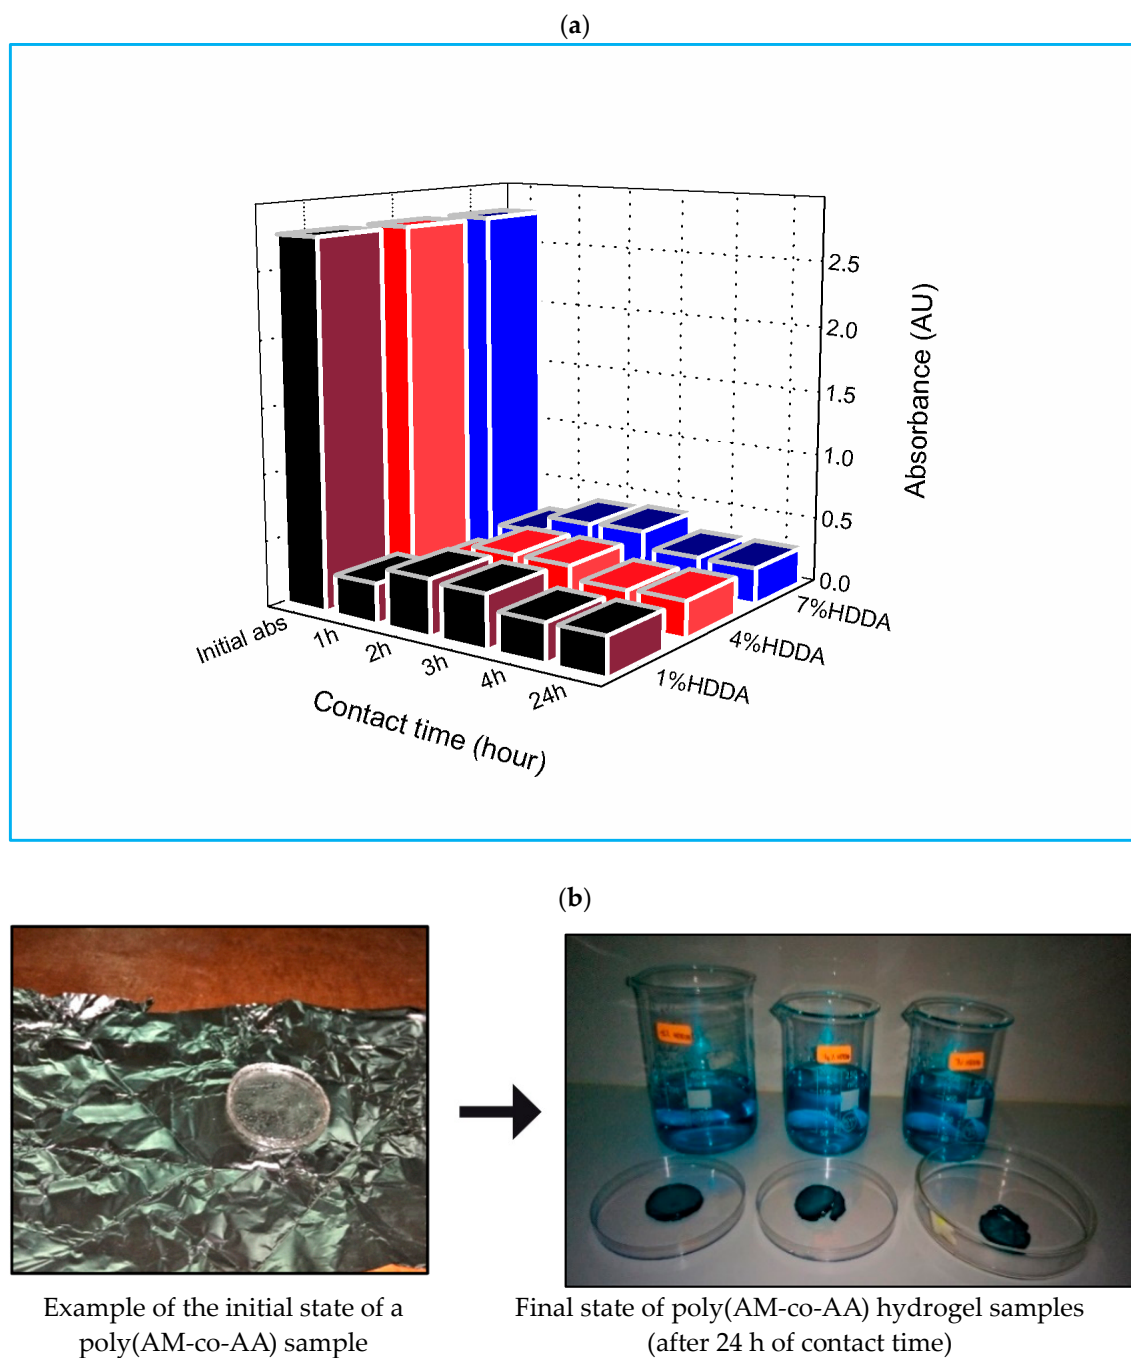 (a)
2.5
2.0
1.5
1.0
0.5
0.0
Absorbance (AU)
Initial abs
1h
2h
3h
4h
24h
Contact time (hour)
1%HDDA
4%HDDA
7%HDDA
(b)
Example of the initial state of a
poly(AM-co-AA) sample
Final state of poly(AM-co-AA) hydrogel samples
(after 24 h of contact time)